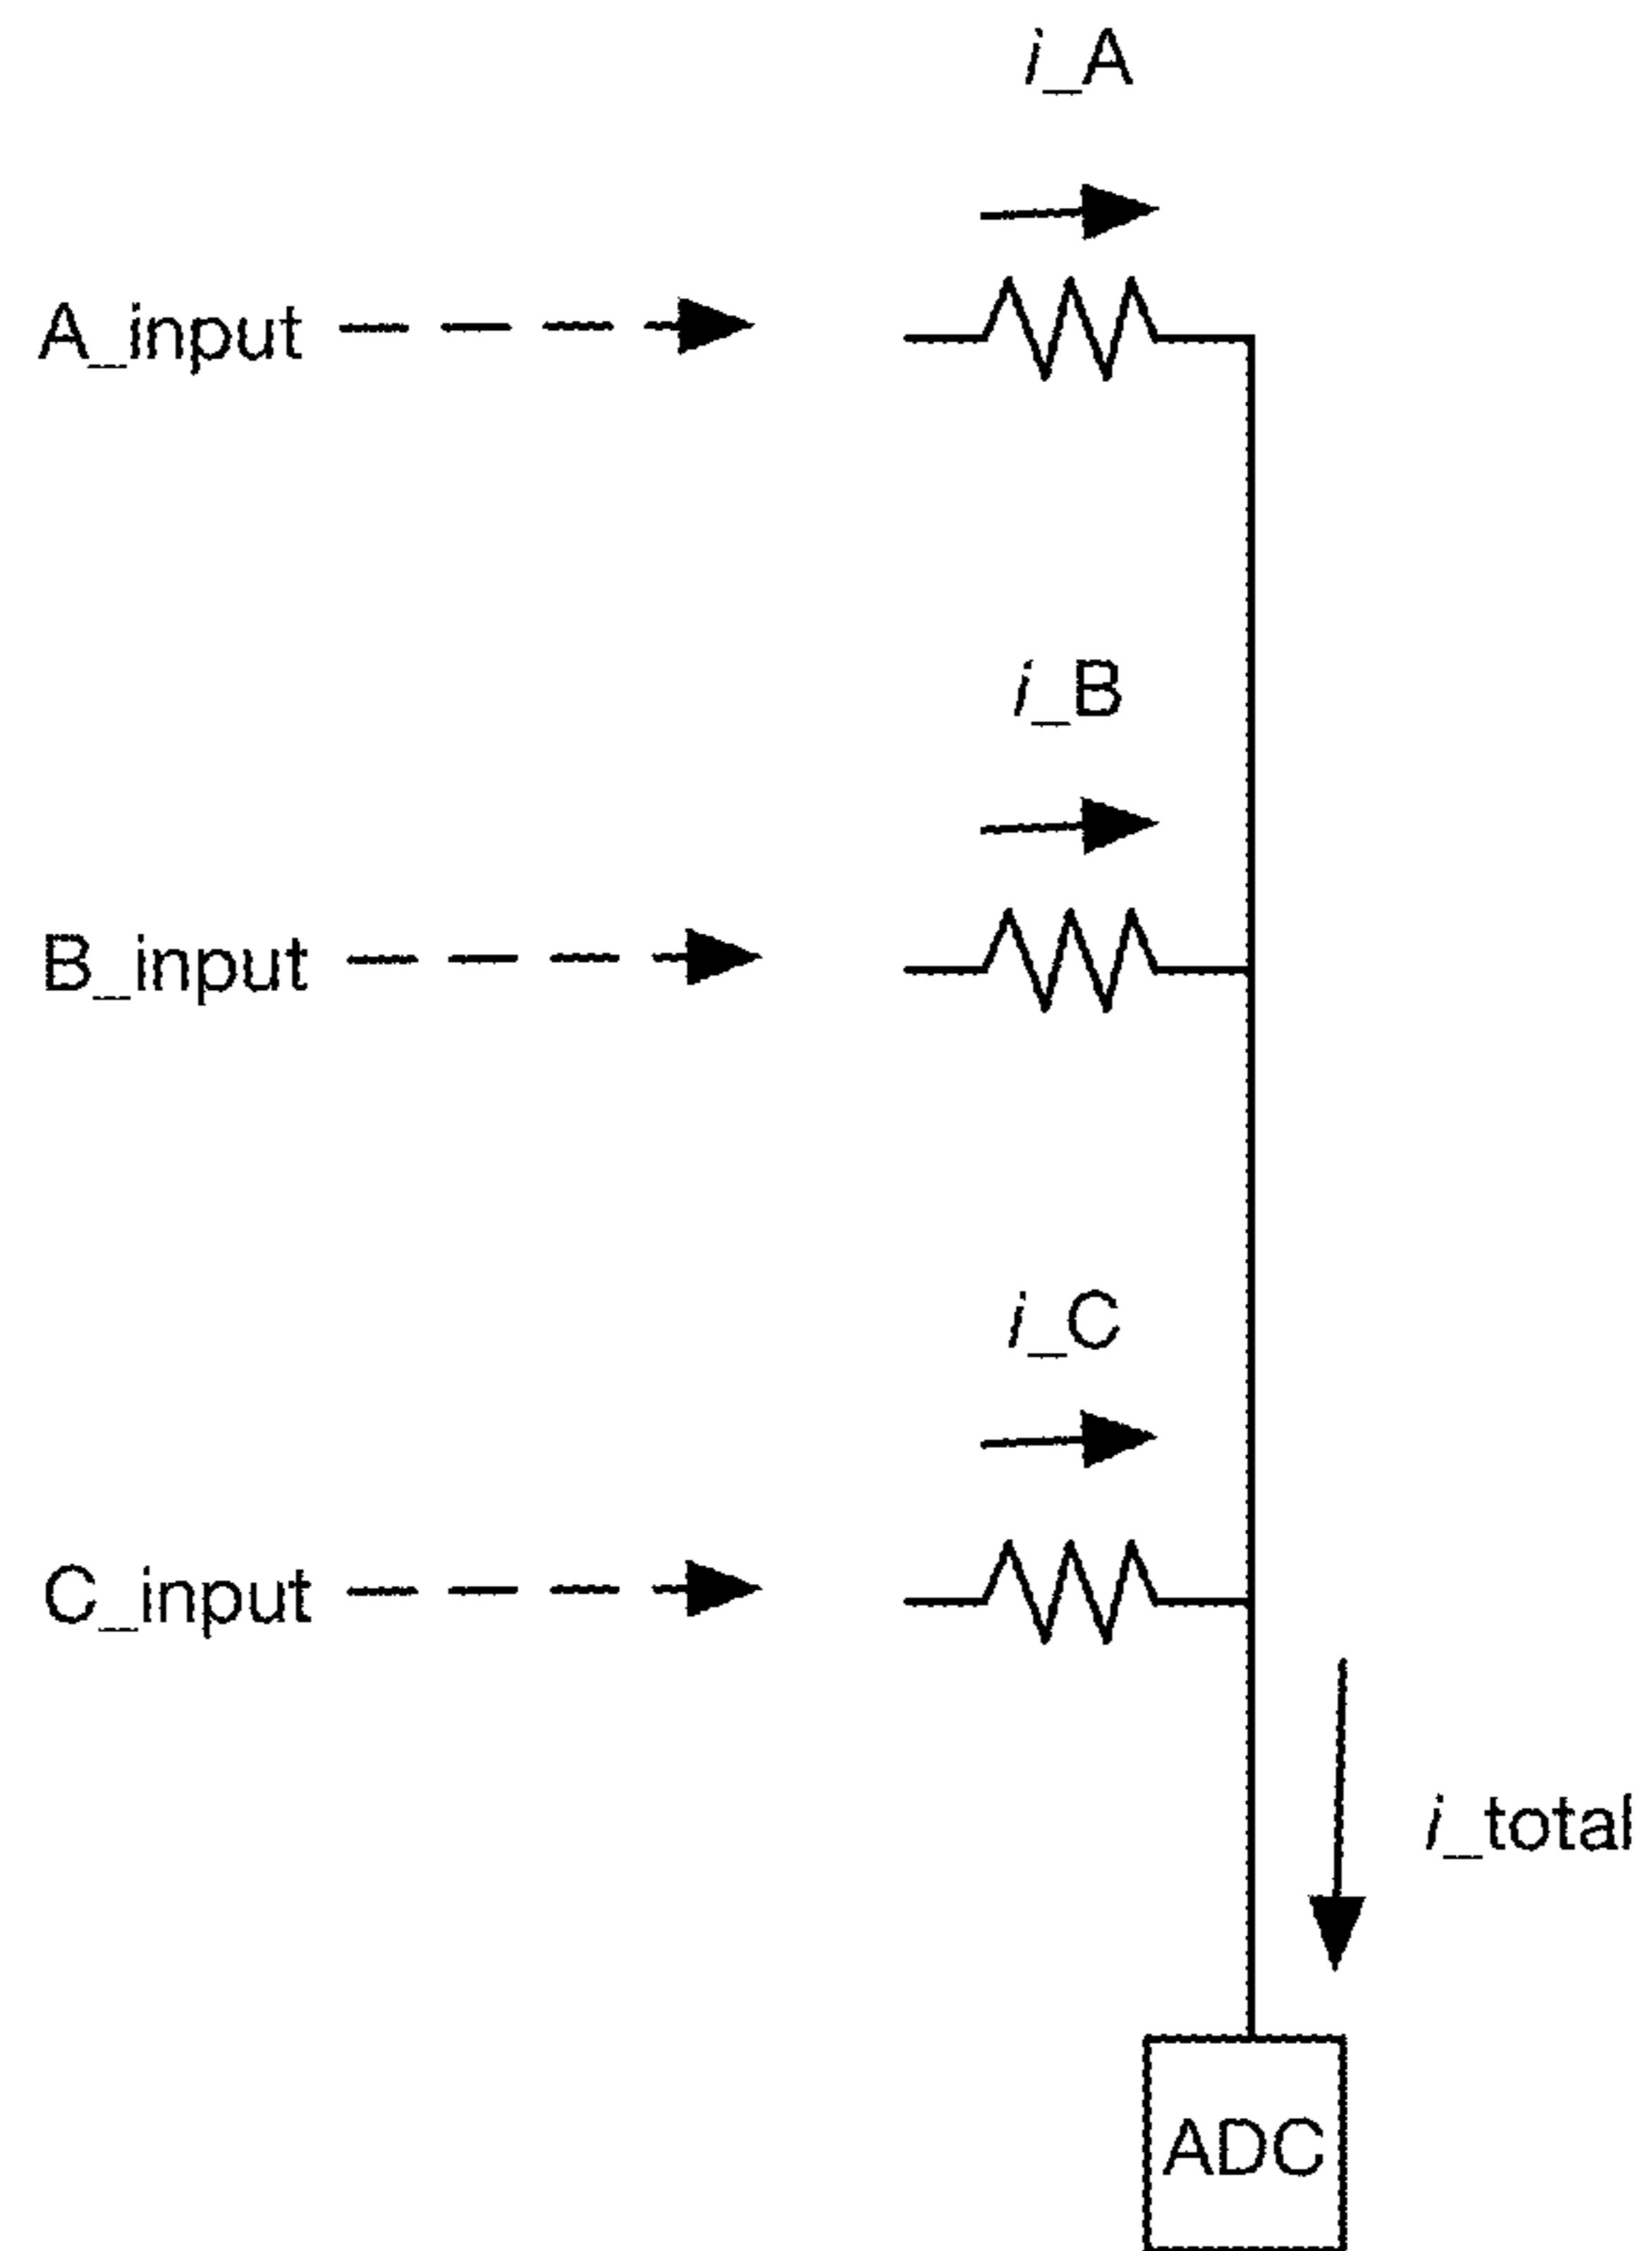 i_A
A_input
i_B
B_input
i_C
C_input
i_total
ADC